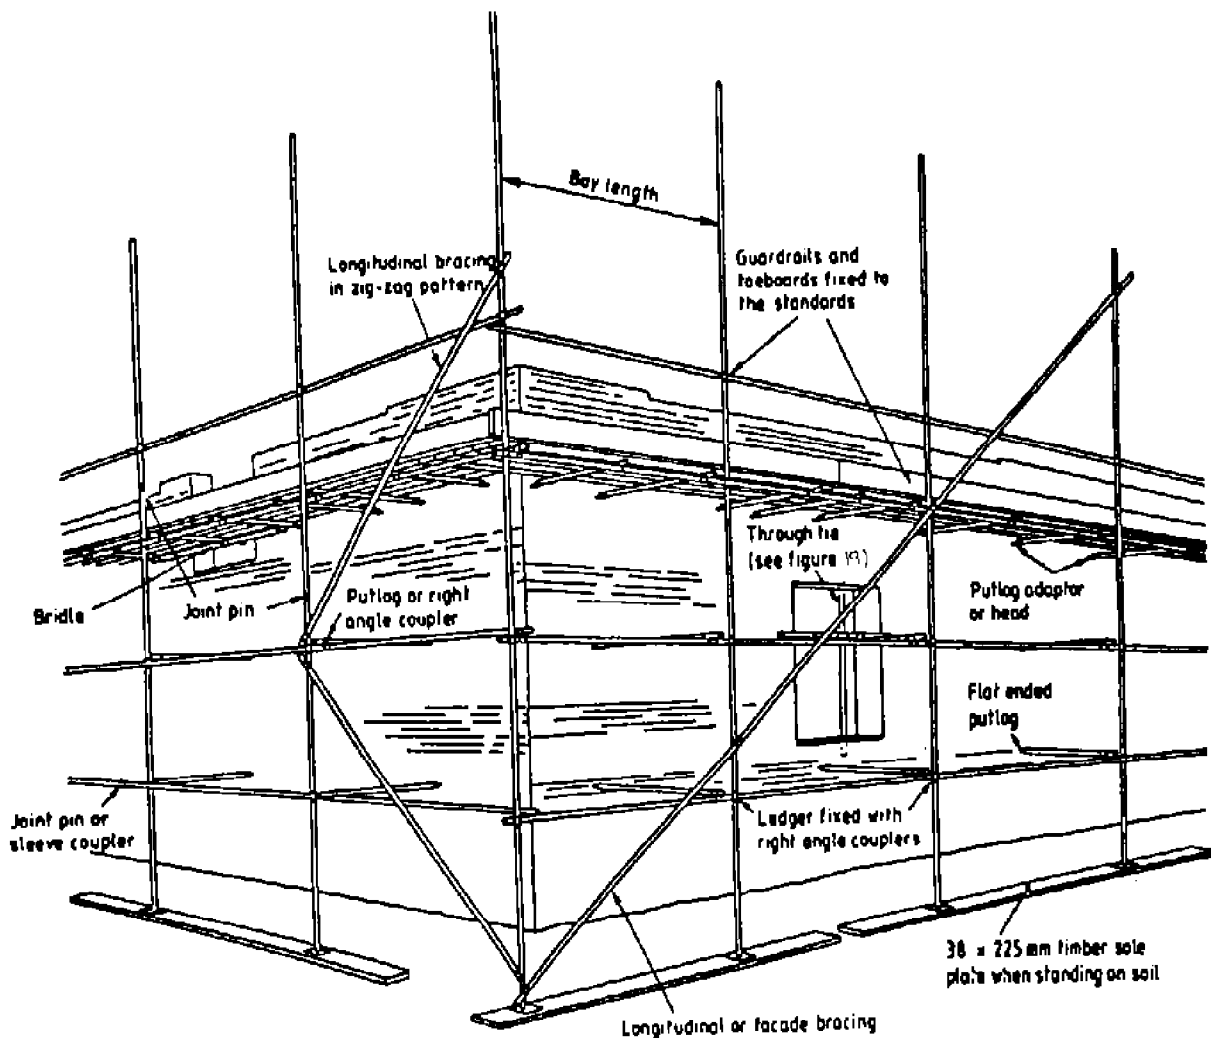 Bay length
Longitudinal bracing
in zig-zag pattern
Guardrails and
toeboards fixed to
the standards
Through tie
(see figure 19)
Putlog adaptor
or head
Bridle
Joint pin
Putlog or right
angle coupler
Flat ended
putlog
Joint pin or
sleeve coupler
Ledger fixed with
right angle couplers
38 x 225mm timber sole
plate when standing on soil
Longitudinal or facade bracing